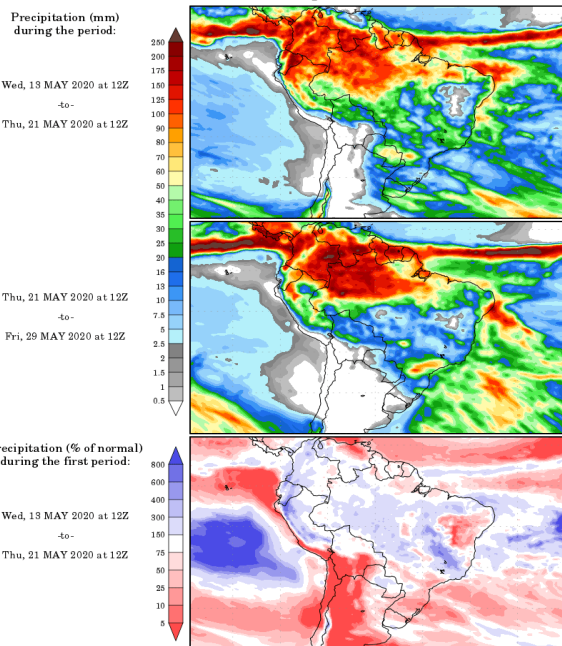 Precipitation (mm)
during the period:
250
200
175
150
125
100
90
80
70
60
50
40
35
30
25
20
16
13
10
7.5
5
2.5
2
1.5
1
0.5
Wed, 13 MAY 2020 at 12Z
-to-
Thu, 21 MAY 2020 at 12Z
Thu, 21 MAY 2020 at 12Z
-to-
Fri, 29 MAY 2020 at 12Z
recipitation (% of normal)
during the first period:
800
600
400
300
150
75
50
25
10
5
Wed, 13 MAY 2020 at 12Z
-to-
Thu, 21 MAY 2020 at 12Z